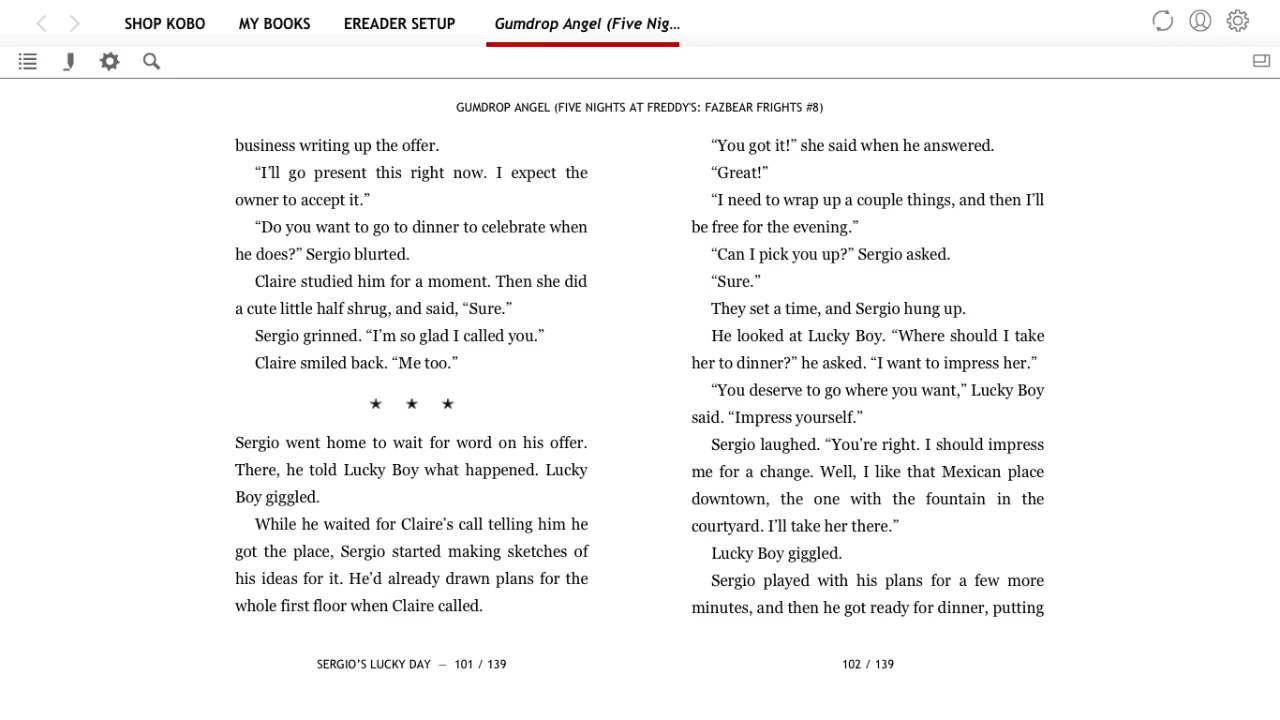 SHOP KOBO
MY BOOKS
EREADER SETUP
Gumdrop Angel (Five Nig...
GUMDROP ANGEL (FIVE NIGHTS AT FREDDY'S: FAZBEAR FRIGHTS #8)
business writing up the offer.
“I’ll go present this right now. I expect the
owner to accept it.”
“Do you want to go to dinner to celebrate when
he does?” Sergio blurted.
Claire studied him for a moment. Then she did
a cute little half shrug, and said, “Sure.”
Sergio grinned. “I’m so glad I called you.”
Claire smiled back. “Me too.”
★ ★ ★
Sergio went home to wait for word on his offer.
There, he told Lucky Boy what happened. Lucky
Boy giggled.
While he waited for Claire’s call telling him he
got the place, Sergio started making sketches of
his ideas for it. He’d already drawn plans for the
whole first floor when Claire called.
SERGIO’S LUCKY DAY — 101 / 139
“You got it!” she said when he answered.
“Great!”
“I need to wrap up a couple things, and then I’ll
be free for the evening.”
“Can I pick you up?” Sergio asked.
“Sure.”
They set a time, and Sergio hung up.
He looked at Lucky Boy. “Where should I take
her to dinner?” he asked. “I want to impress her.”
“You deserve to go where you want,” Lucky Boy
said. “Impress yourself.”
Sergio laughed. “You’re right. I should impress
me for a change. Well, I like that Mexican place
downtown, the one with the fountain in the
courtyard. I’ll take her there.”
Lucky Boy giggled.
Sergio played with his plans for a few more
minutes, and then he got ready for dinner, putting
102 / 139